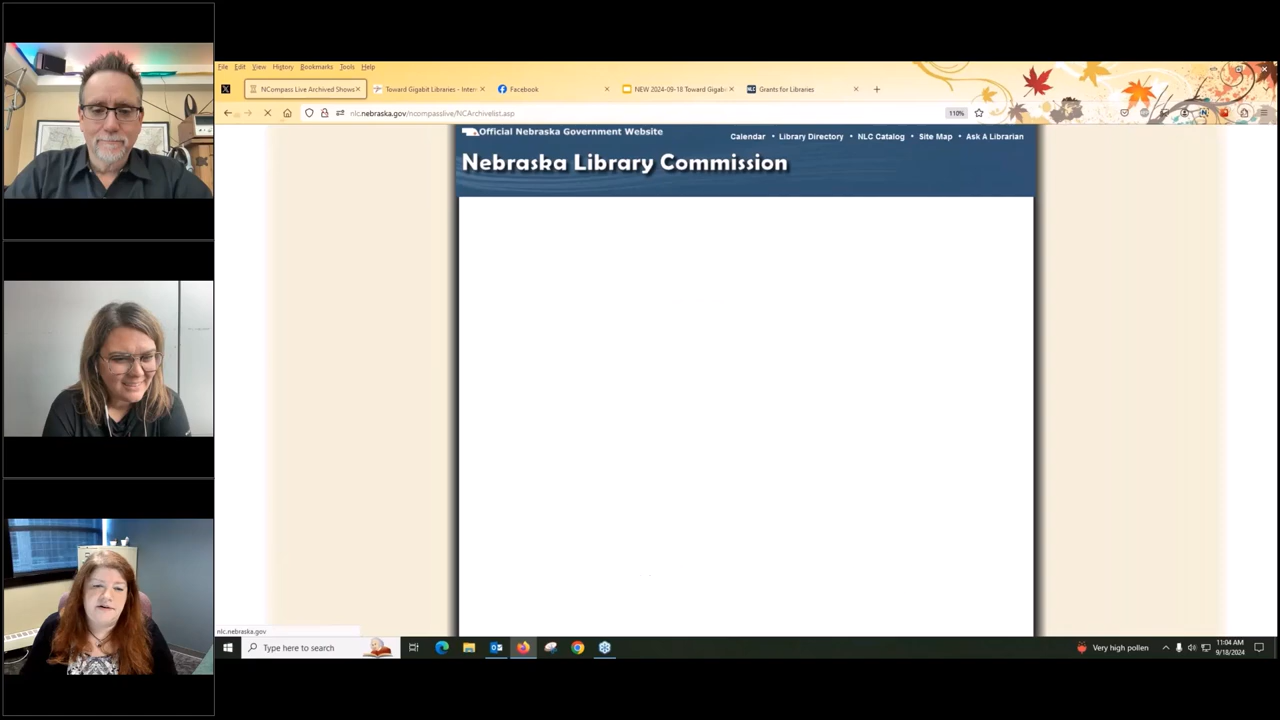 File Edit View History Bookmarks Tools Help
NCompass Live Archived Shows
Toward Gigabit Libraries - Inter
Facebook
NEW 2024-09-18 Toward Gigab
Grants for Libraries
nlc.nebraska.gov/ncompasslive/NCArchivelist.asp
110%
Official Nebraska Government Website
Calendar • Library Directory • NLC Catalog • Site Map • Ask A Librarian
Nebraska Library Commission
nlc.nebraska.gov
Type here to search
Very high pollen
11:04 AM
9/18/2024